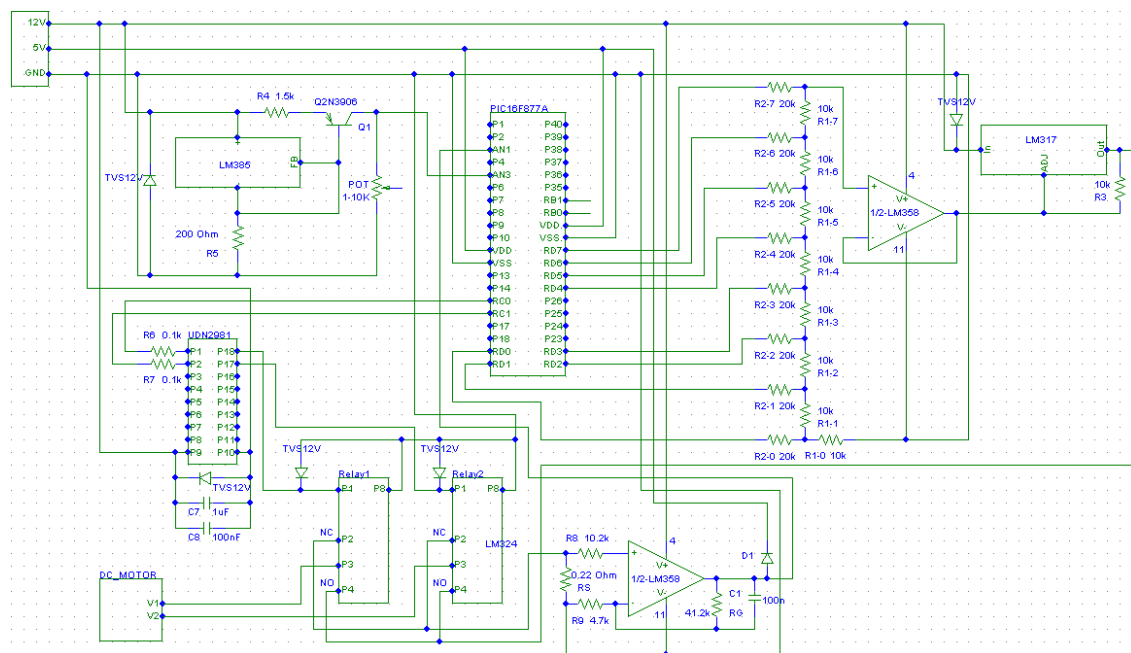 12V
5V
GND
R4 1.5k
Q2N3906
Q1
LM385
FB
TVS12V
POT
1-10K
200 Ohm
R5
PIC16F877A
P1 P40
P2 P39
AN1 P38
P4 P37
AN3 P36
P6 P35
P7 RB1
P8 RB0
P9 VDD
P10 VSS
VDD RD7
VSS RD6
P13 RD5
P14 RD4
RC0 P26
RC1 P25
P17 P24
P18 P23
RD0 RD3
RD1 RD2
R2-7 20k
10k
R1-7
R2-6 20k
10k
R1-6
R2-5 20k
10k
R1-5
R2-4 20k
10k
R1-4
R2-3 20k
10k
R1-3
R2-2 20k
10k
R1-2
R2-1 20k
10k
R1-1
R2-0 20k
R1-0 10k
4
+
V+
1/2-LM358
V-
-
11
TVS12V
LM317
In
Out
ADJ
10k
R3
R6 0.1k
R7 0.1k
UDN2981
P1 P18
P2 P17
P3 P16
P4 P15
P5 P14
P6 P13
P7 P12
P8 P11
P9 P10
TVS12V
C7 .1uF
C8 100nF
TVS12V
Relay1
P1 P8
NC P2
P3
NO P4
TVS12V
Relay2
P1 P8
NC P2
LM324
P3
NO P4
DC_MOTOR
V1
V2
R8 10.2k
0.22 Ohm
RS
R9 4.7k
4
+
V+
1/2-LM358
V-
-
11
D1
C1
100n
41.2k
RG